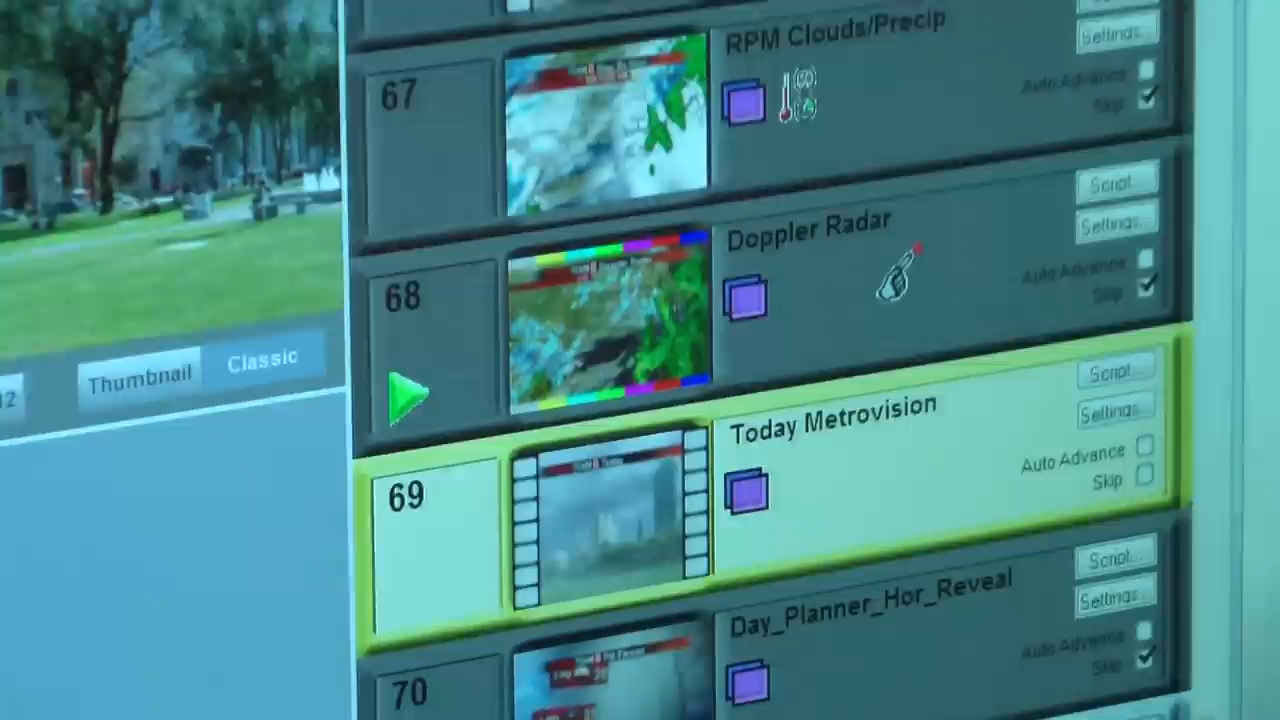 RPM Clouds/Precip
Settings...
67
Auto Advance
Skip
Script...
Doppler Radar
Settings...
68
Auto Advance
Skip
Thumbnail
Classic
12
Script...
Today Metrovision
Settings...
69
Auto Advance
Skip
Script...
Day_Planner_Hor_Reveal
Settings...
70
Auto Advance
Skip